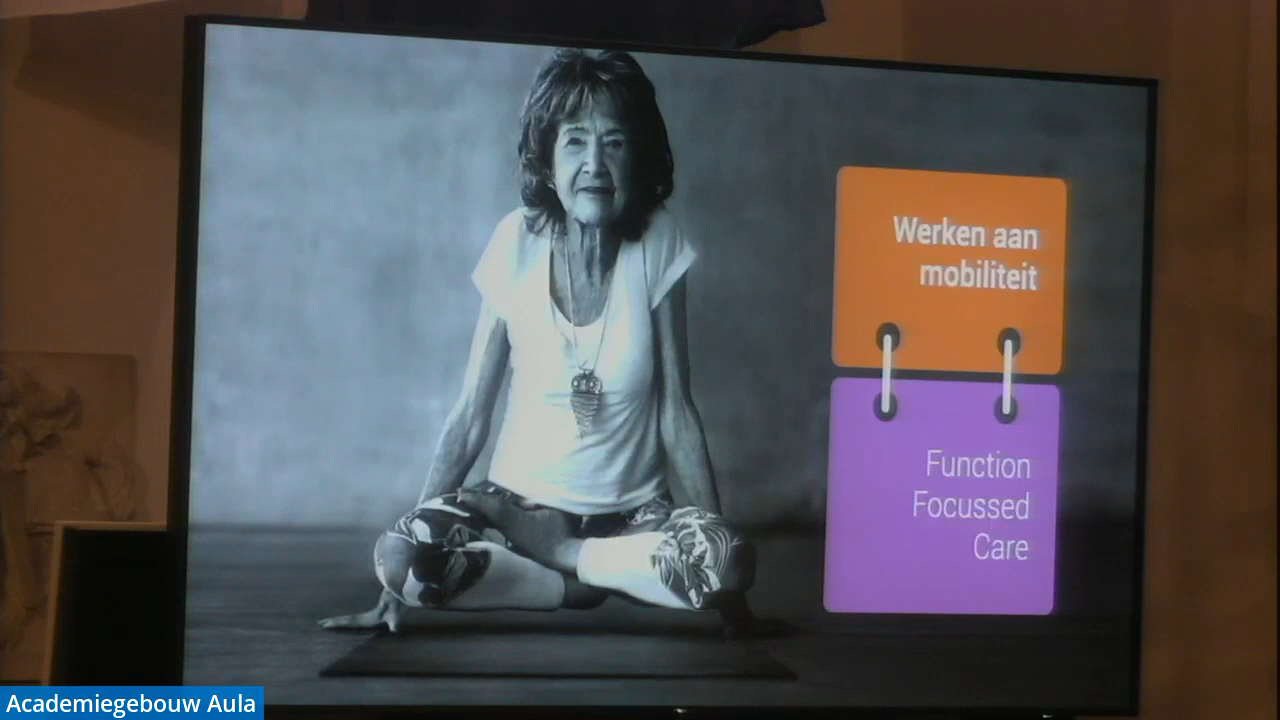 Werken aan
mobiliteit
Function
Focussed
Care
Academiegebouw Aula